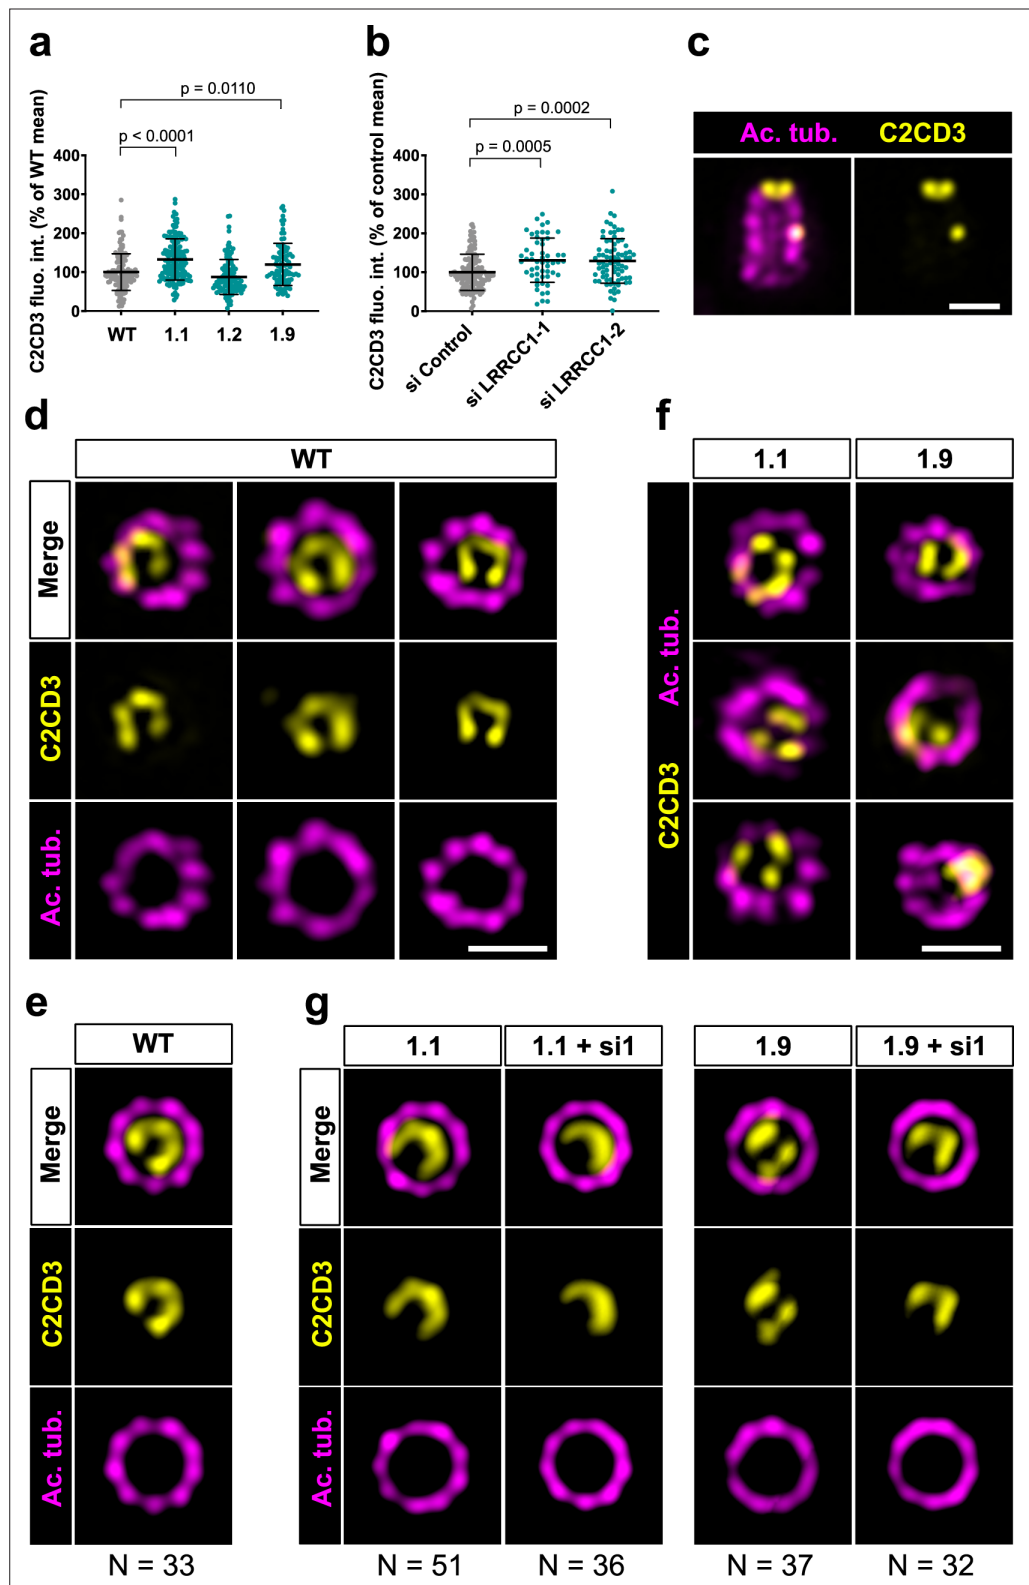 a
C2CD3 fluo. int. (% of WT mean)
p = 0.0110
p < 0.0001
400
300
200
100
0
WT 1.1 1.2 1.9
b
C2CD3 fluo. int. (% of control mean)
p = 0.0002
p = 0.0005
400
300
200
100
0
si Control si LRRCC1-1 si LRRCC1-2
c
Ac. tub. C2CD3
d
WT
Merge
C2CD3
Ac. tub.
f
1.1 1.9
Ac. tub.
C2CD3
e
WT
Merge
C2CD3
Ac. tub.
N = 33
g
1.1 1.1 + si1 1.9 1.9 + si1
Merge
C2CD3
Ac. tub.
N = 51 N = 36 N = 37 N = 32